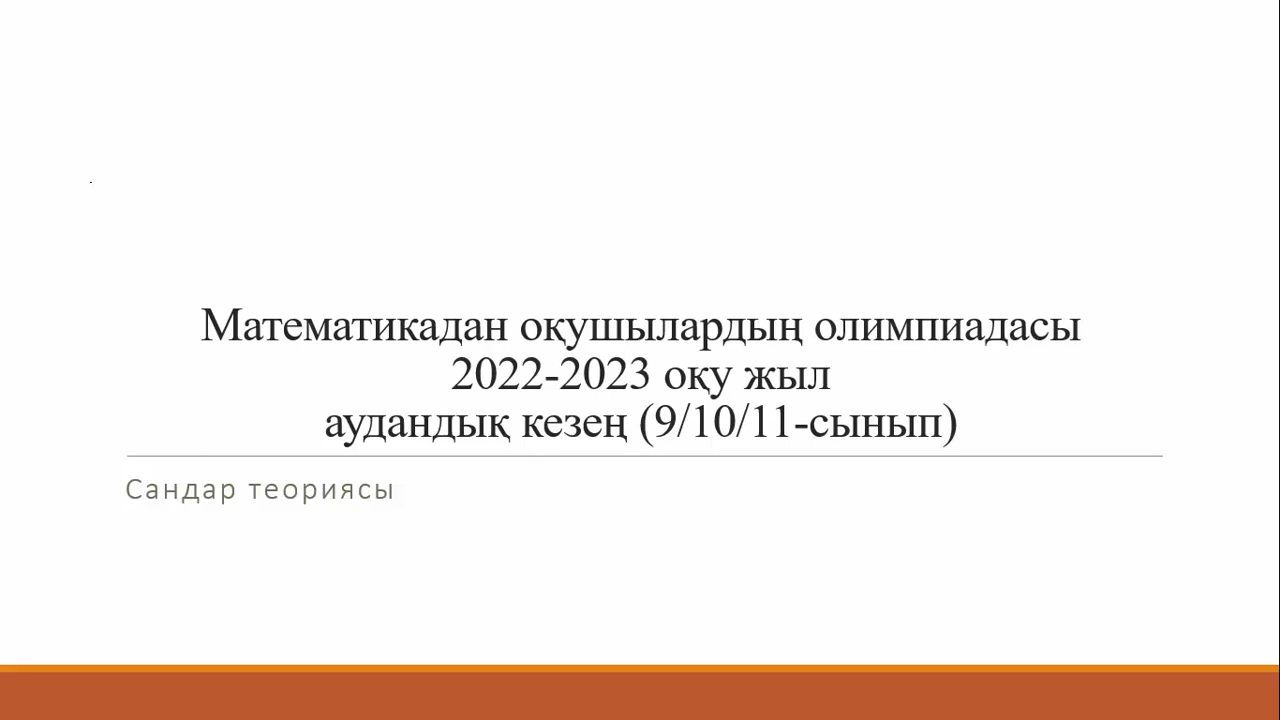 Математикадан оқушылардың олимпиадасы
2022-2023 оқу жыл
аудандық кезең (9/10/11-сынып)
Сандар теориясы